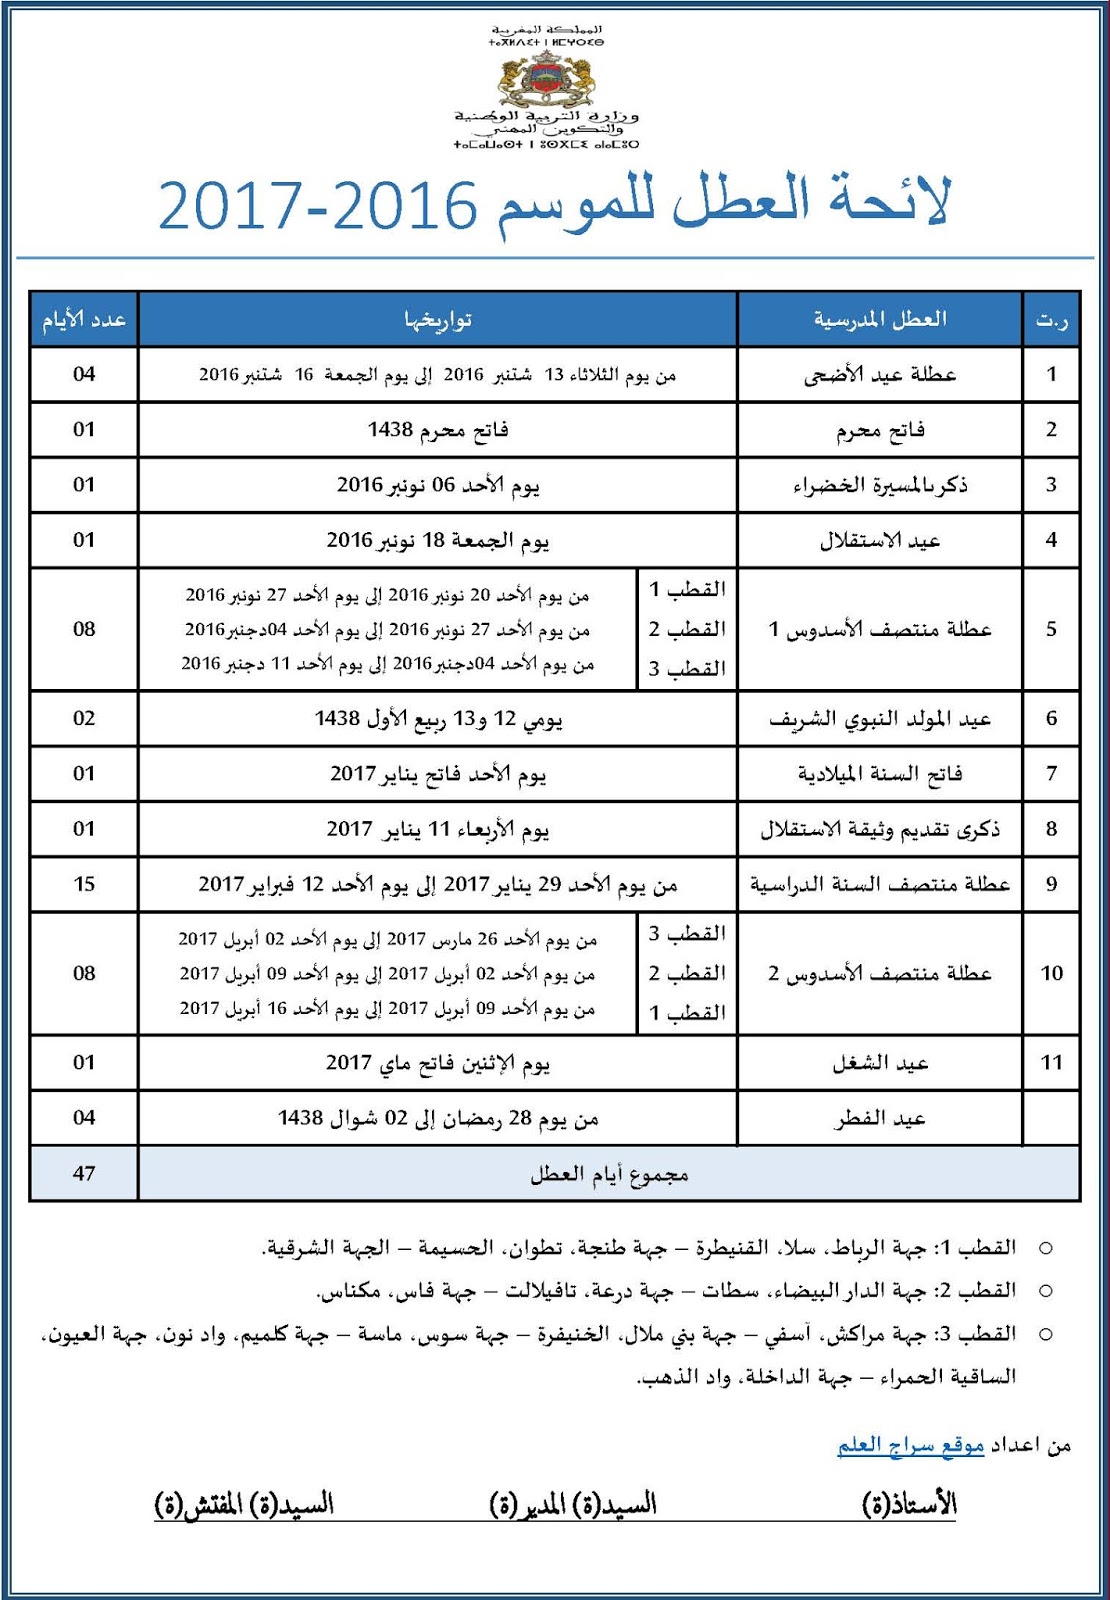 المملكة المغربية
ⵜⴰⴳⵍⴷⵉⵜ ⵏ ⵍⵎⵖⵔⵉⴱ
وزارة التربية الوطنية
والتكوين المهني
لائحة العطل للموسم 2016-2017
ر.ت العطل المدرسية تواريخها عدد الأيام
1 عطلة عيد الأضحى من يوم الثلاثاء 13 شتنبر 2016 إلى يوم الجمعة 16 شتنبر 2016 04
2 فاتح محرم فاتح محرم 1438 01
3 ذكرىالمسيرة الخضراء يوم الأحد 06 نونبر 2016 01
4 عيد الاستقلال يوم الجمعة 18 نونبر 2016 01
5 عطلة منتصف الأسدوس 1 08
القطب 1 من يوم الأحد 20 نونبر 2016 إلى يوم الأحد 27 نونبر 2016
القطب 2 من يوم الأحد 27 نونبر 2016 إلى يوم الأحد 04دجنبر2016
القطب 3 من يوم الأحد 04دجنبر2016 إلى يوم الأحد 11 دجنبر 2016
6 عيد المولد النبوي الشريف يومي 12 و13 ربيع الأول 1438 02
7 فاتح السنة الميلادية يوم الأحد فاتح يناير 2017 01
8 ذكرى تقديم وثيقة الاستقلال يوم الأربعاء 11 يناير 2017 01
9 عطلة منتصف السنة الدراسية من يوم الأحد 29 يناير 2017 إلى يوم الأحد 12 فبراير 2017 15
10 عطلة منتصف الأسدوس 2 08
القطب 3 من يوم الأحد 26 مارس 2017 إلى يوم الأحد 02 أبريل 2017
القطب 2 من يوم الأحد 02 أبريل 2017 إلى يوم الأحد 09 أبريل 2017
القطب 1 من يوم الأحد 09 أبريل 2017 إلى يوم الأحد 16 أبريل 2017
11 عيد الشغل يوم الإثنين فاتح ماي 2017 01
عيد الفطر من يوم 28 رمضان إلى 02 شوال 1438 04
مجموع أيام العطل 47
○ القطب 1: جهة الرباط، سلا، القنيطرة – جهة طنجة، تطوان، الحسيمة – الجهة الشرقية.
○ القطب 2: جهة الدار البيضاء، سطات – جهة درعة، تافيلالت – جهة فاس، مكناس.
○ القطب 3: جهة مراكش، آسفي – جهة بني ملال، الخنيفرة – جهة سوس، ماسة – جهة كلميم، واد نون، جهة العيون،
الساقية الحمراء – جهة الداخلة، واد الذهب.
من اعداد موقع سراج العلم
الأستاذ(ة) السيد(ة) المدير(ة) السيد(ة) المفتش(ة)